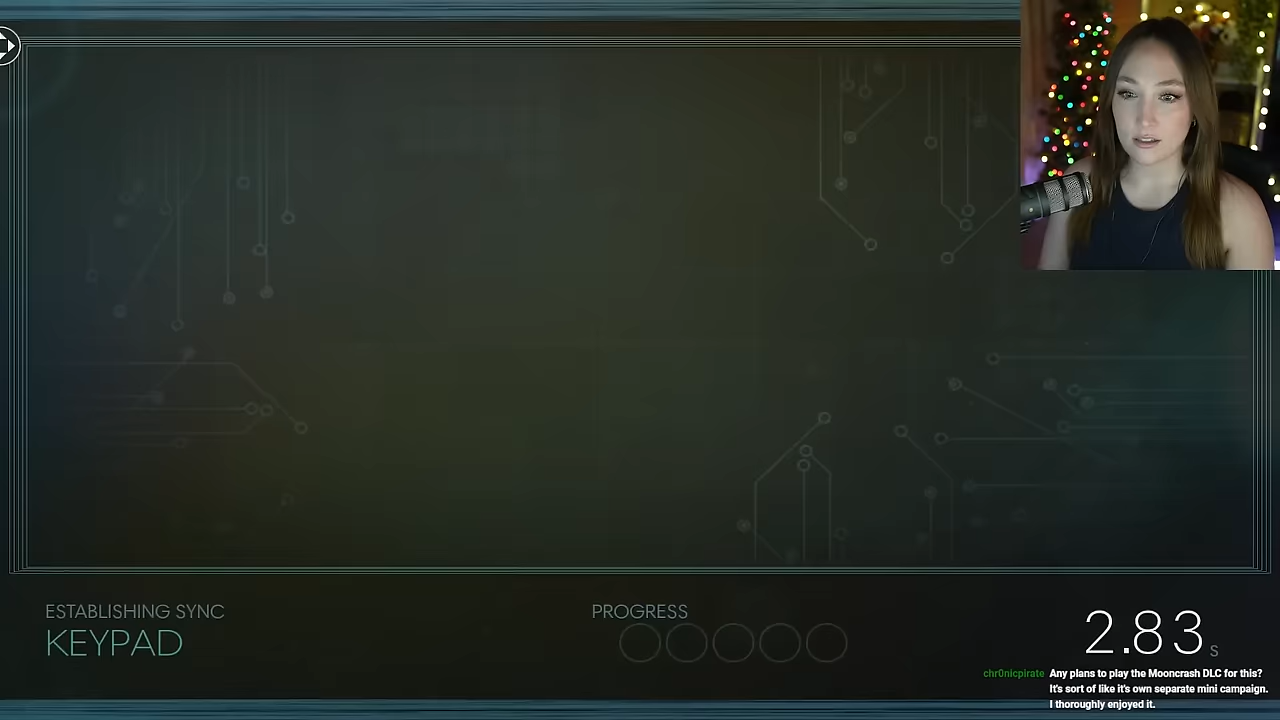 ESTABLISHING SYNC
KEYPAD
PROGRESS
2.83 s
chr0nicpirate Any plans to play the Mooncrash DLC for this?
It's sort of like it's own separate mini campaign.
I thoroughly enjoyed it.